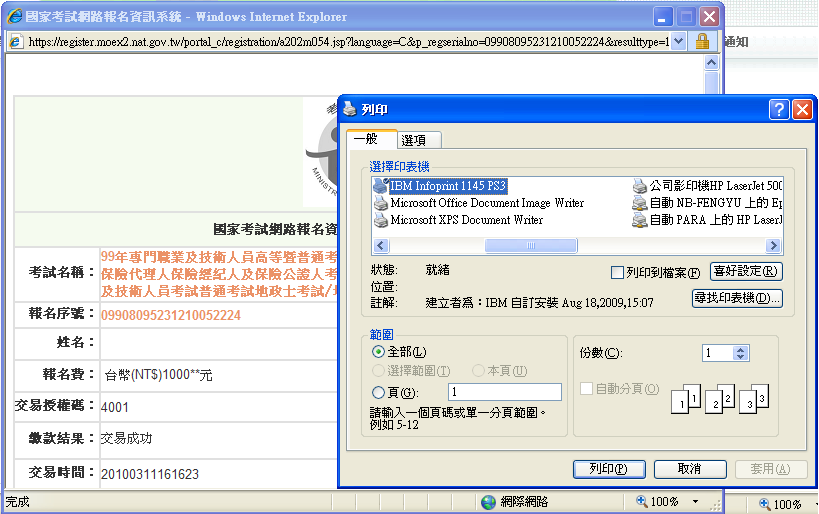 國家考試網路報名資訊系統 - Windows Internet Explorer
https://register.moex2.nat.gov.tw/portal_c/registration/a202m054.jsp?language=C&p_regserialno=09908095231210052224&resulttype=1
通知
考
MINISTR
國家考試網路報名資
考試名稱：
99年專門職業及技術人員高等暨普通考
保險代理人保險經紀人及保險公證人考
及技術人員考試普通考試地政士考試/
報名序號：
09908095231210052224
姓名：
報名費：
台幣(NT$)1000**元
交易授權碼：
4001
繳款結果：
交易成功
交易時間：
20100311161623
完成
網際網路
100%
100%
列印
一般
選項
選擇印表機
IBM Infoprint 1145 PS3
Microsoft Office Document Image Writer
Microsoft XPS Document Writer
公司影印機HP LaserJet 500
自動 NB-FENGYU 上的 Ep
自動 PARA 上的 HP LaserJ
狀態:
就緒
位置:
註解:
建立者為：IBM 自訂安裝 Aug 18,2009,15:07
列印到檔案(F)
喜好設定(R)
尋找印表機(D)...
範圍
全部(L)
選擇範圍(T)
本頁(U)
頁(G):
1
請輸入一個頁碼或單一分頁範圍。
例如 5-12
份數(C):
1
自動分頁(O)
1 1 2 2 3 3
列印(P)
取消
套用(A)